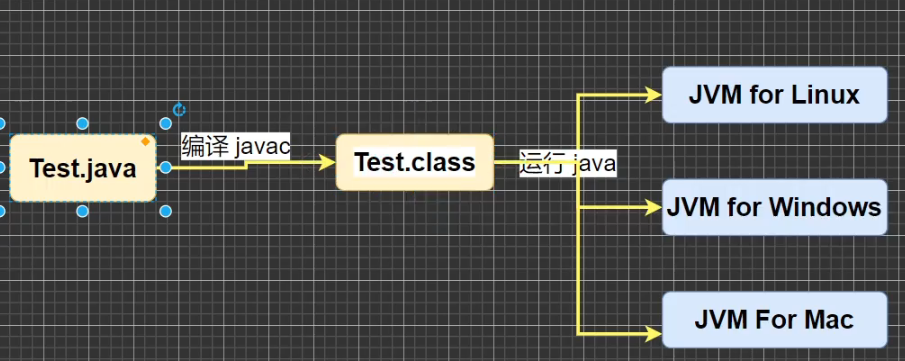 Test.java
编译 javac
Test.class
运行 java
JVM for Linux
JVM for Windows
JVM For Mac